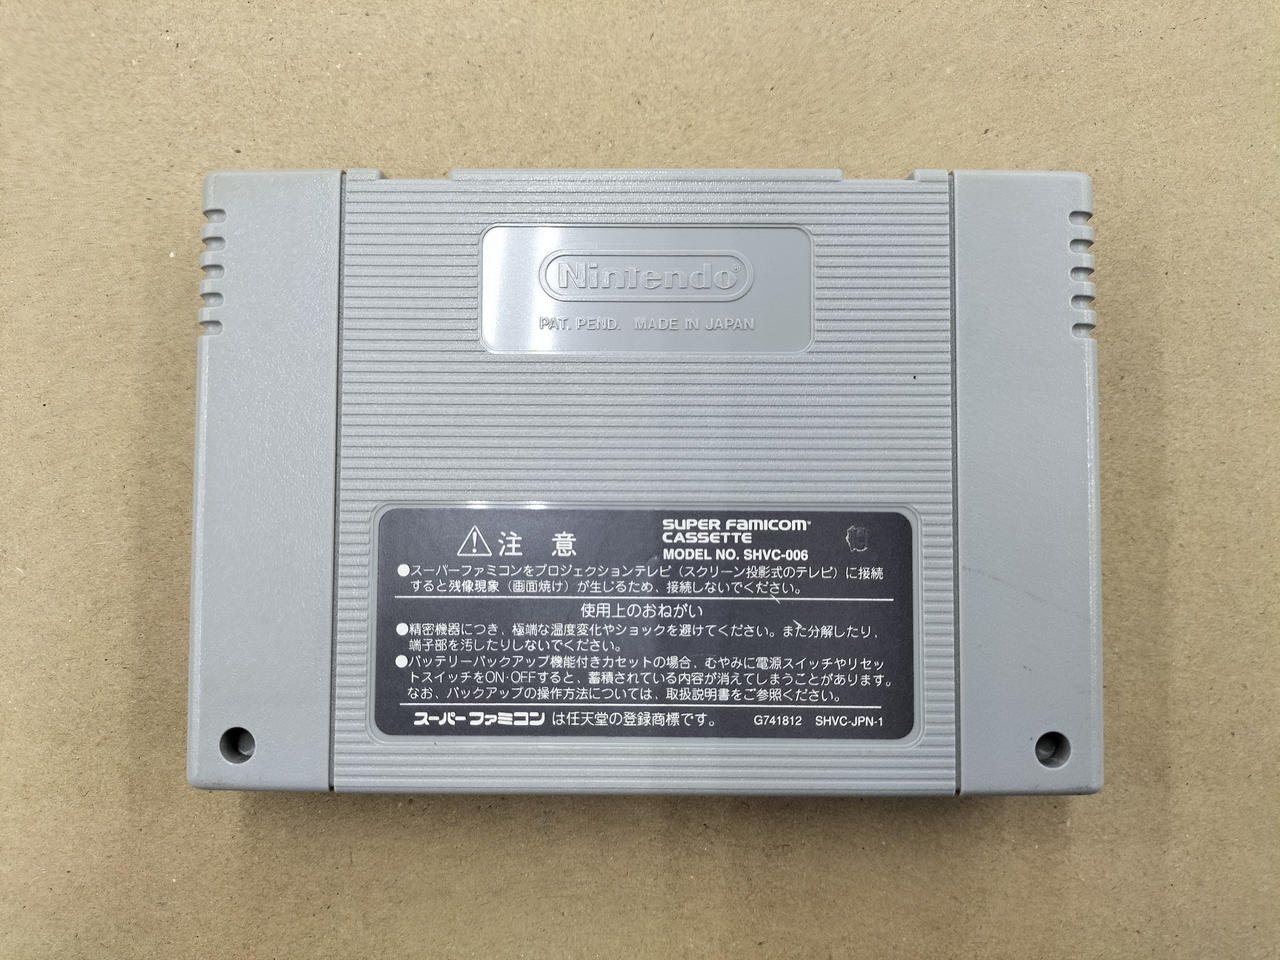 Nintendo®
PAT. PEND. MADE IN JAPAN
⚠注 意
SUPER FAMICOM
CASSETTE
MODEL NO. SHVC-006
●スーパーファミコンをプロジェクションテレビ（スクリーン投影式のテレビ）に接続
すると残像現象（画面焼け）が生じるため、接続しないでください。
使用上のおねがい
●精密機器につき、極端な温度変化やショックを避けてください。また分解したり、
端子部を汚したりしないでください。
●バッテリーバックアップ機能付きカセットの場合、むやみに電源スイッチやリセッ
トスイッチをON･OFFすると、蓄積されている内容が消えてしまうことがあります。
なお、バックアップの操作方法については、取扱説明書をご参照ください。
スーパーファミコン は任天堂の登録商標です。
G741812 SHVC-JPN-1